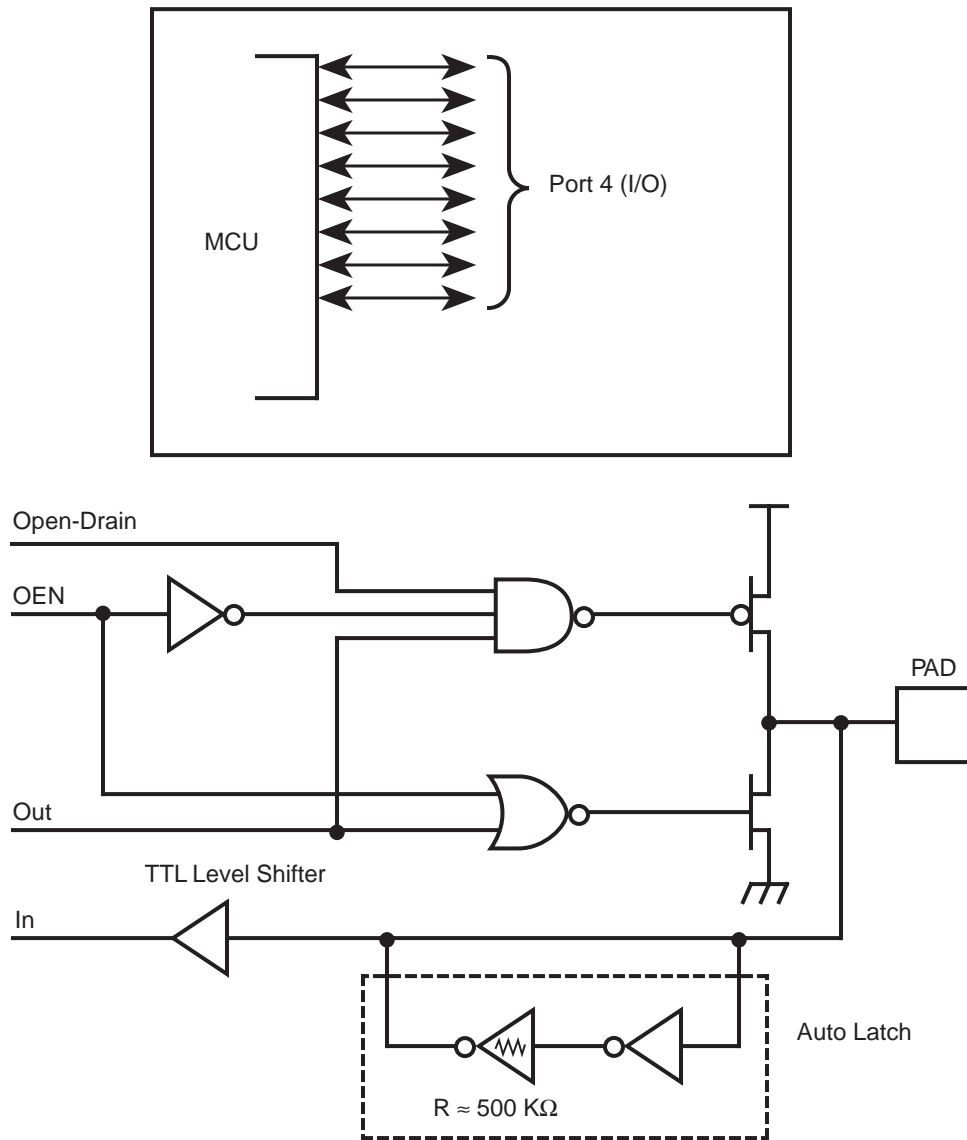 MCU
Port 4 (I/O)
Open-Drain
OEN
PAD
Out
TTL Level Shifter
In
Auto Latch
R ≈ 500 KΩ